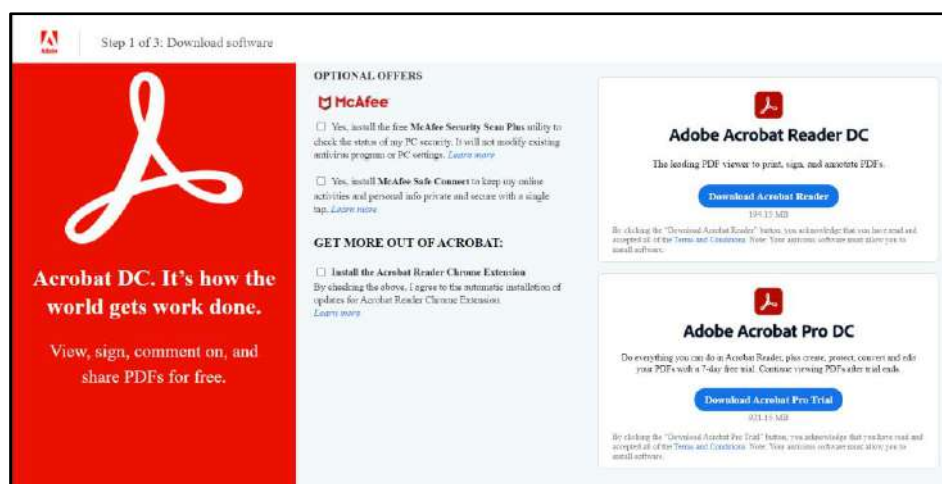 Adobe
Step 1 of 3: Download software
Acrobat DC. It's how the
world gets work done.
View, sign, comment on, and
share PDFs for free.
OPTIONAL OFFERS
McAfee
Yes, install the free McAfee Security Scan Plus utility to
check the status of my PC security. It will not modify existing
antivirus program or PC settings. Learn more
Yes, install McAfee Safe Connect to keep my online
activities and personal info private and secure with a single
tap. Learn more
GET MORE OUT OF ACROBAT:
Install the Acrobat Reader Chrome Extension
By checking the above, I agree to the automatic installation of
updates for Acrobat Reader Chrome Extension
Learn more
Adobe Acrobat Reader DC
The leading PDF viewer to print, sign, and annotate PDFs.
Download Acrobat Reader
MB
By clicking the "Download Acrobat Reader" button, you acknowledge that you have read and
accepted all of the Terms and Conditions. Note: Your antivirus software must allow you to
install software.
Adobe Acrobat Pro DC
Do everything you can do in Acrobat Reader, plus create, protect, convert and edit
your PDFs with a 7-day free trial. Continue viewing PDFs after trial ends.
Download Acrobat Pro Trial
MB
By clicking the "Download Acrobat Pro Trial" button, you acknowledge that you have read and
accepted all of the Terms and Conditions. Note: Your antivirus software must allow you to
install software.